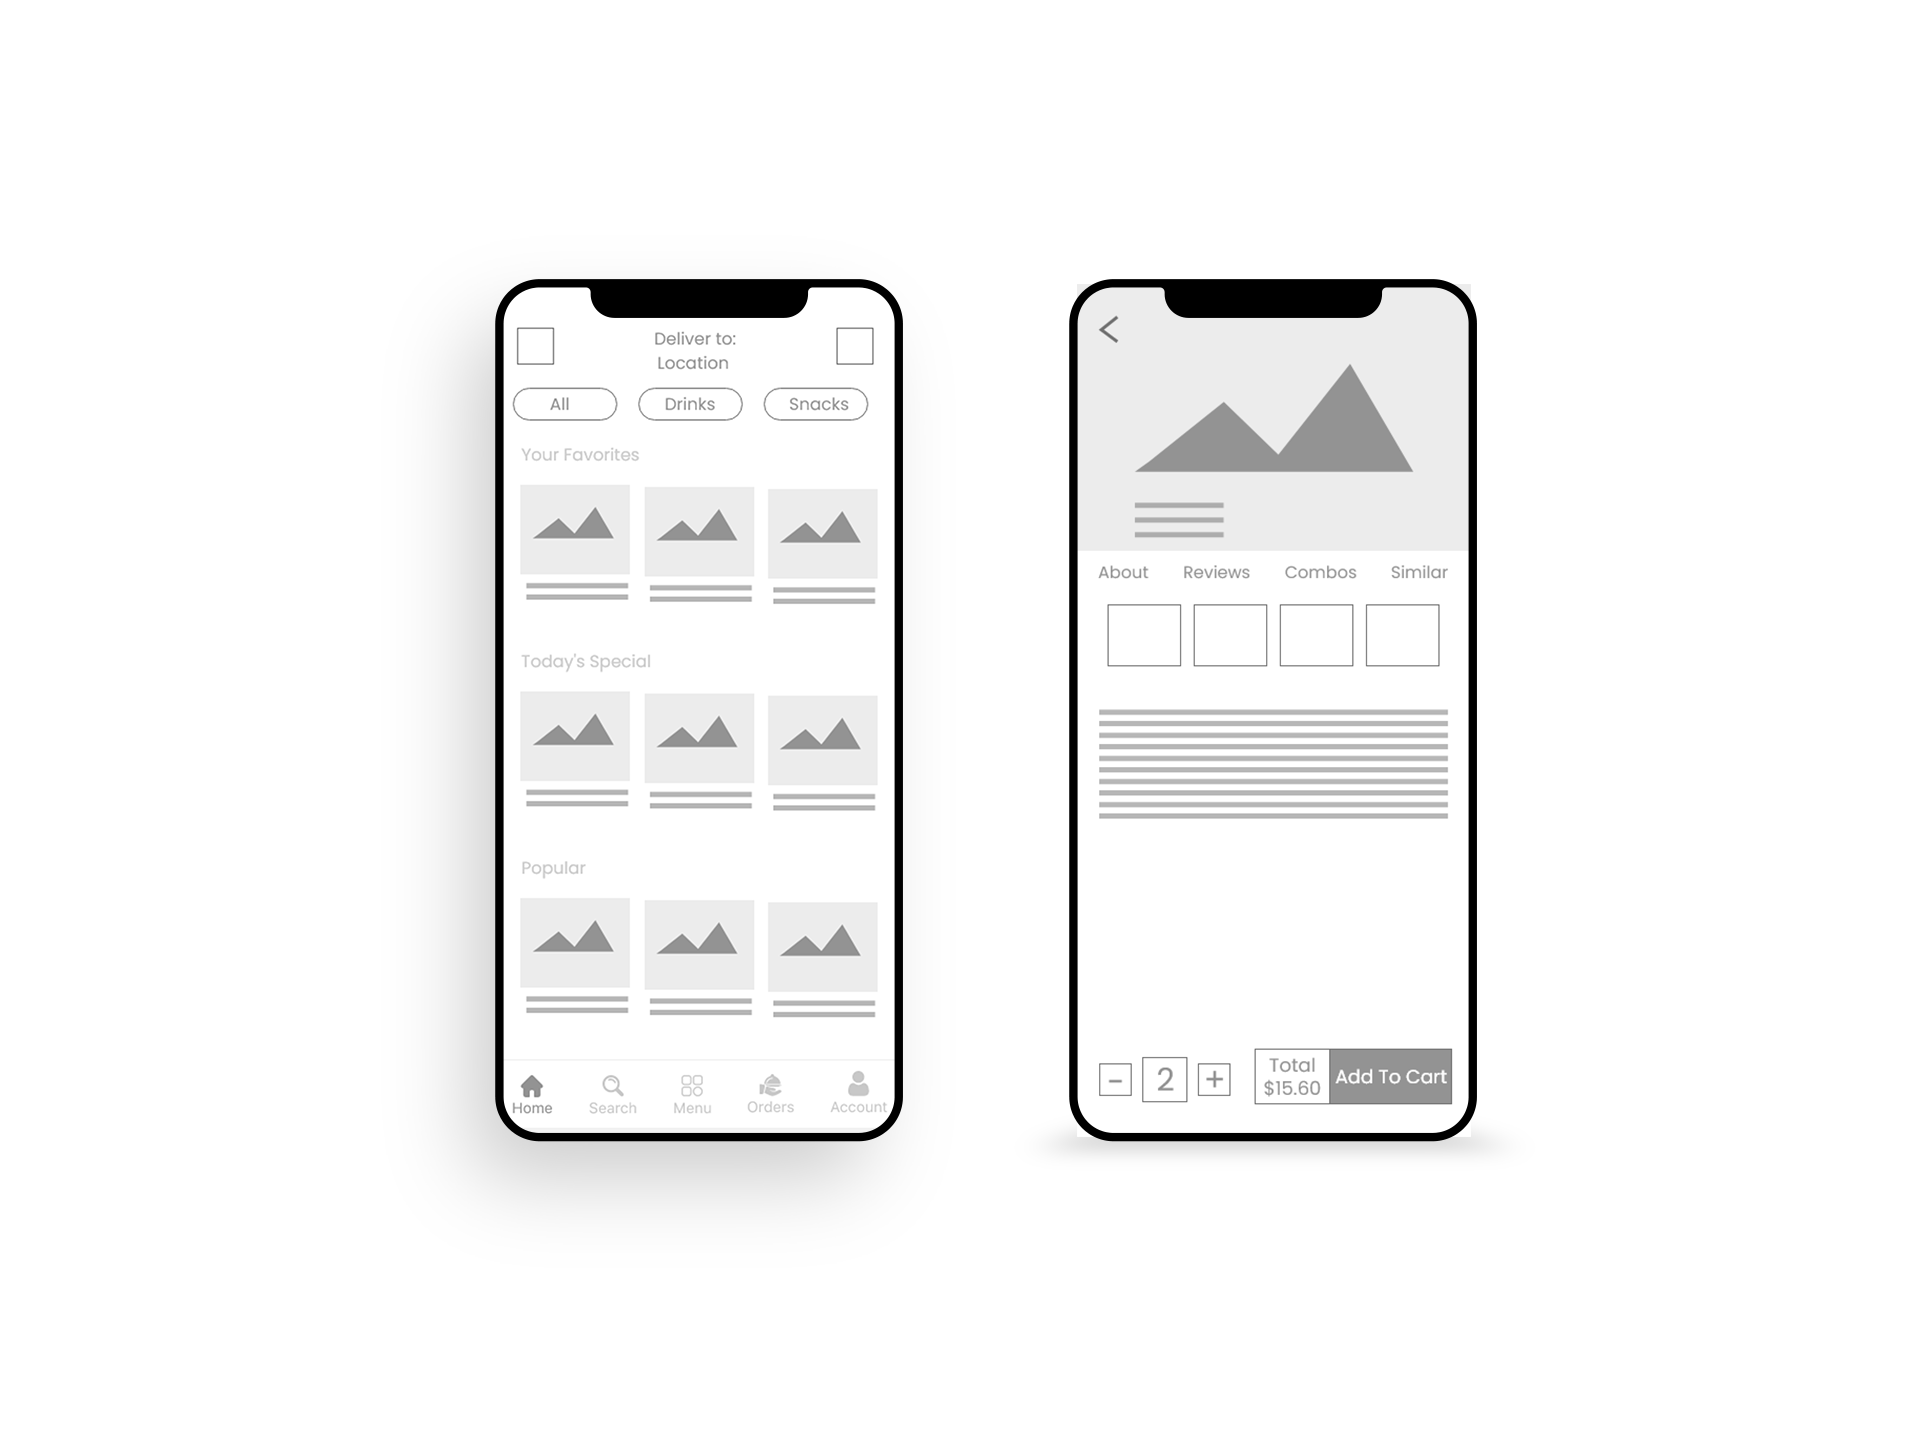 Deliver to:
Location
All
Drinks
Snacks
Your Favorites
Today's Special
Popular
Home
Search
Menu
Orders
Account
About
Reviews
Combos
Similar
-
2
+
Total
$15.60
Add To Cart